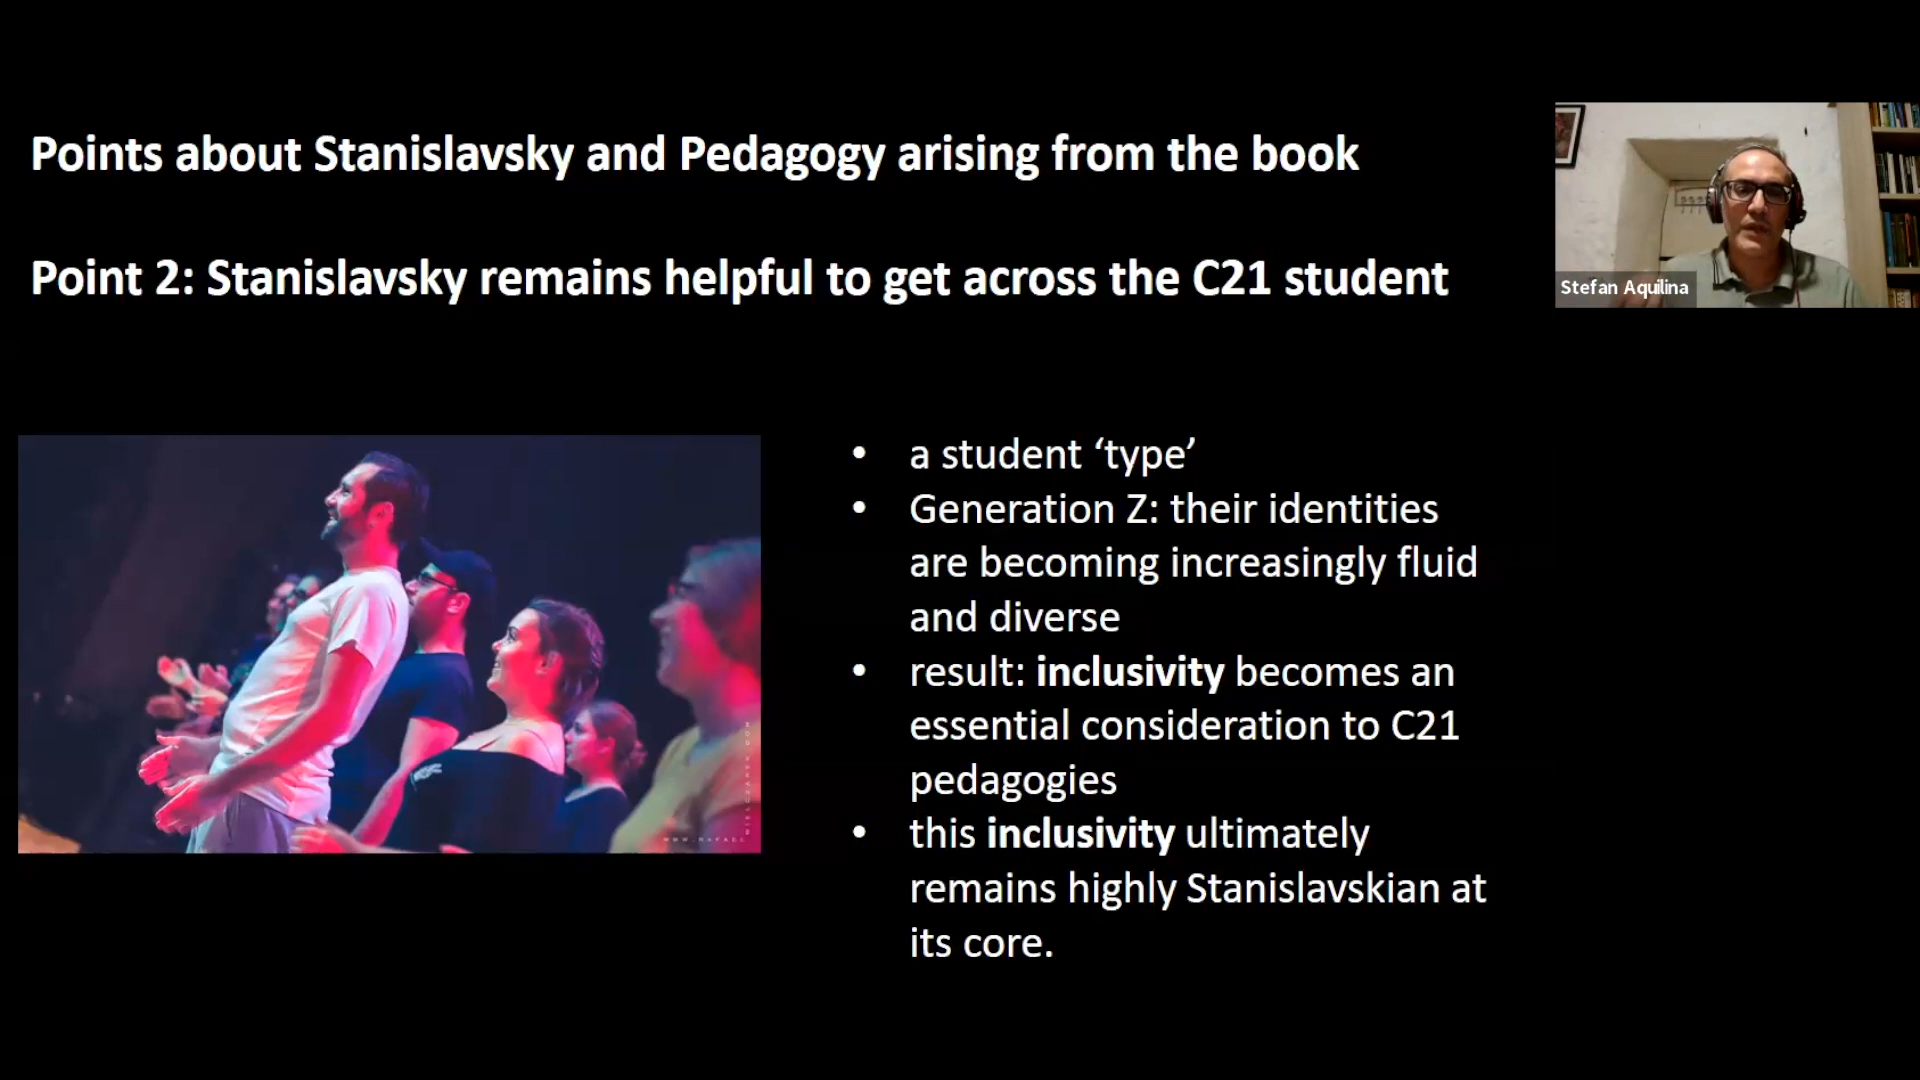 Points about Stanislavsky and Pedagogy arising from the book
Point 2: Stanislavsky remains helpful to get across the C21 student
Stefan Aquilina
• a student ‘type’
• Generation Z: their identities
are becoming increasingly fluid
and diverse
• result: inclusivity becomes an
essential consideration to C21
pedagogies
• this inclusivity ultimately
remains highly Stanislavskian at
its core.